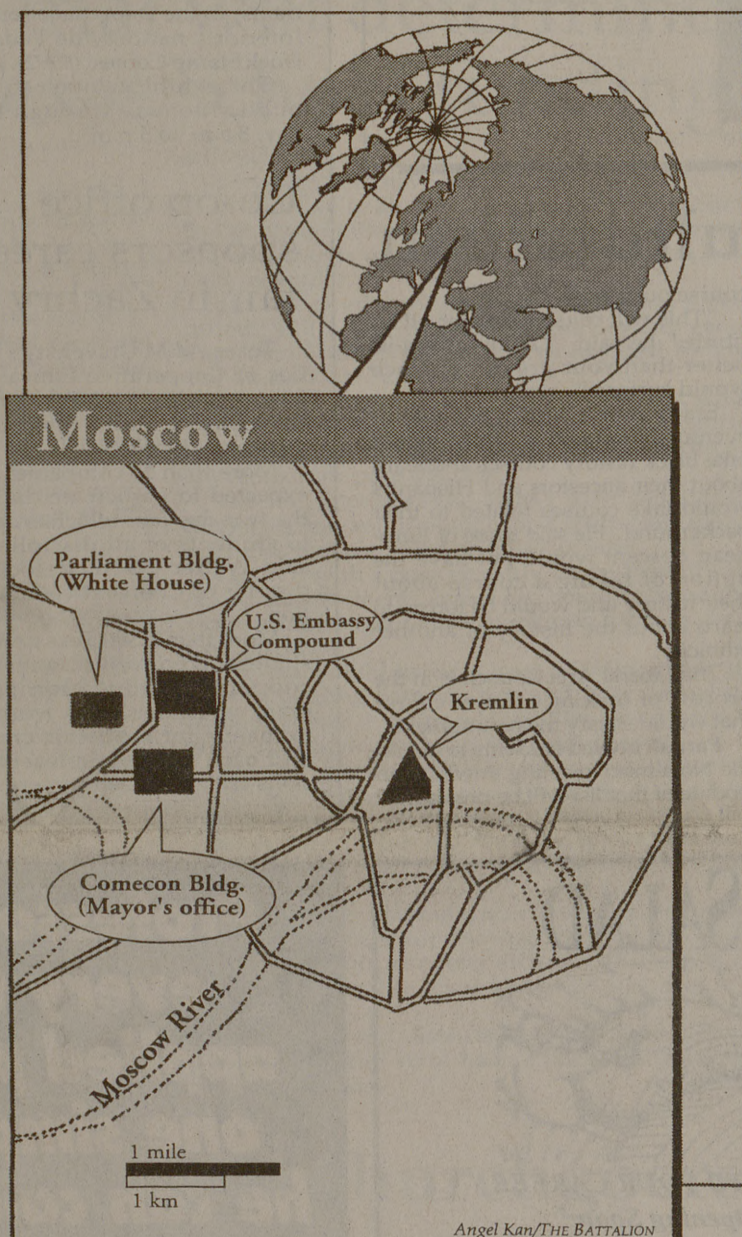 Moscow
Parliament Bldg.
(White House)
U.S. Embassy
Compound
Kremlin
Comecon Bldg.
(Mayor's office)
Moscow River
1 mile
1 km
Angel Kan/THE BATTALION